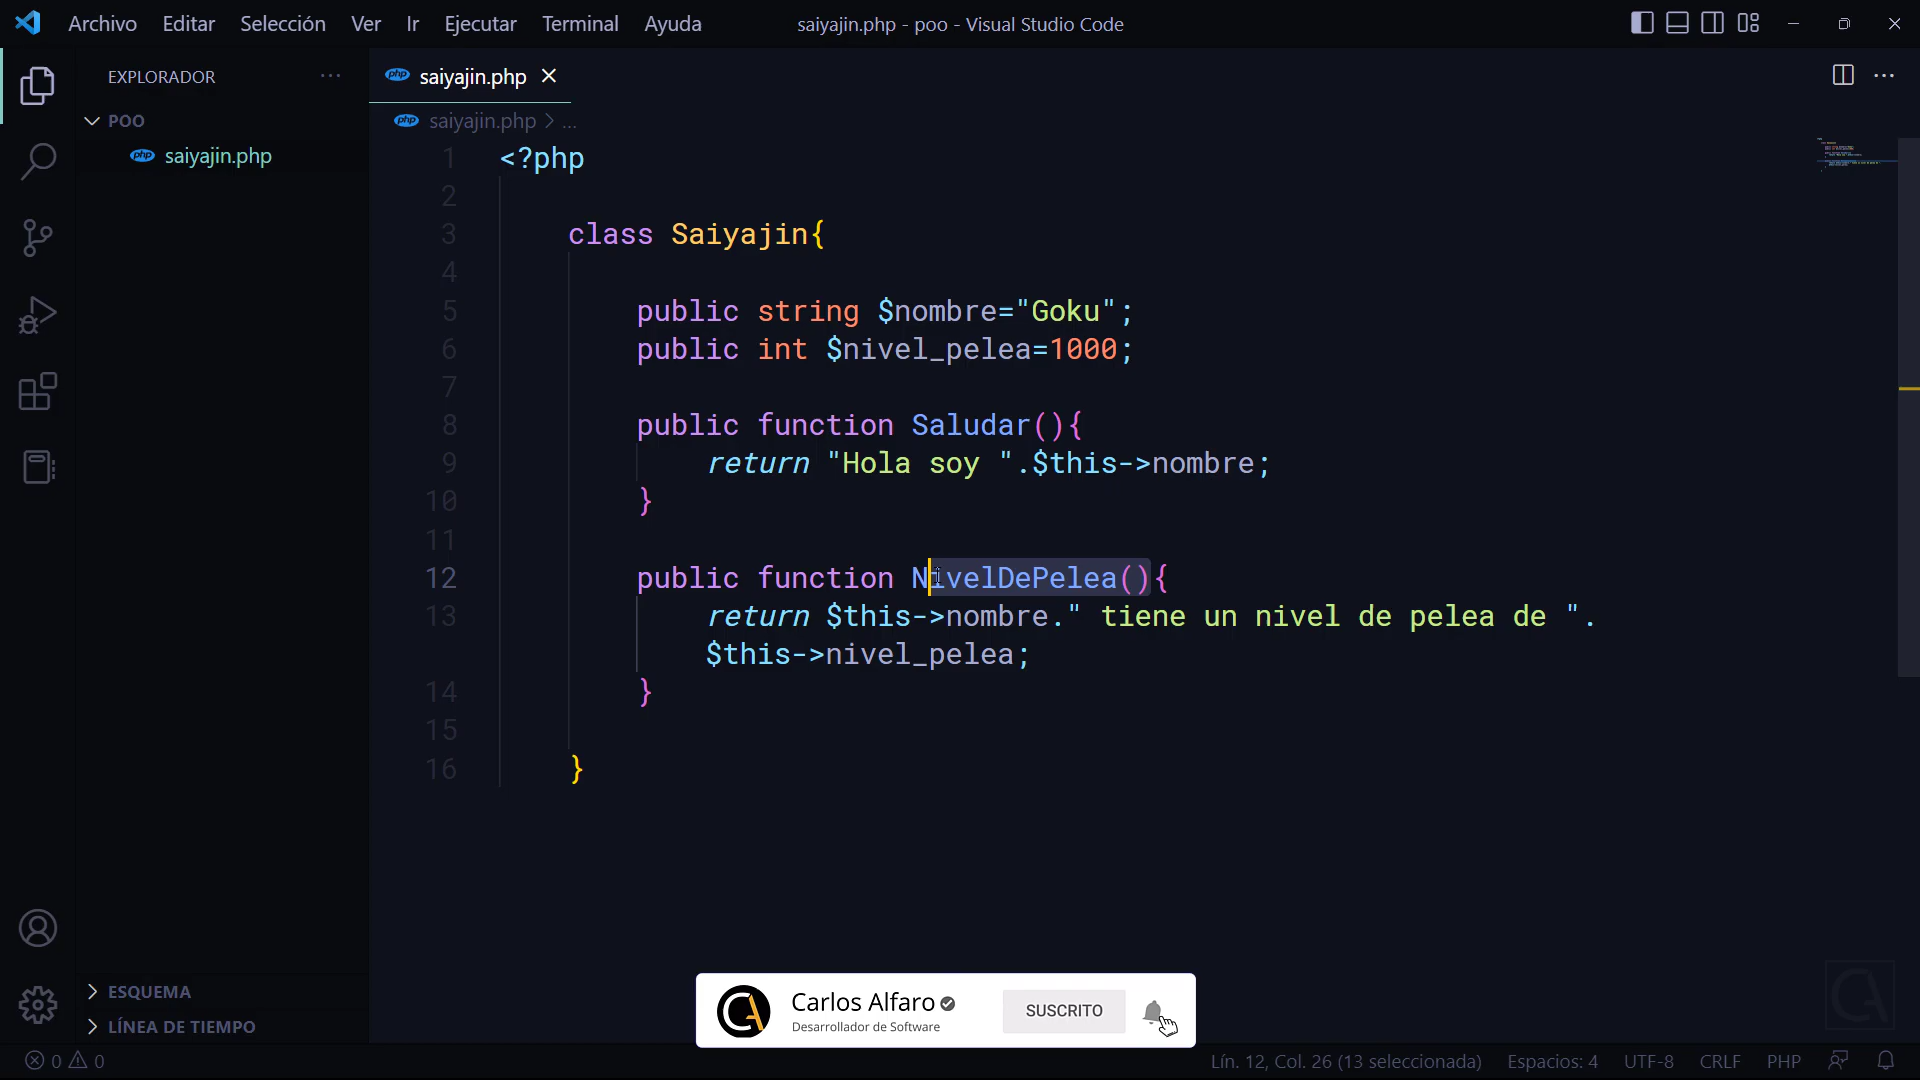 Archivo Editar Selección Ver Ir Ejecutar Terminal Ayuda
saiyajin.php - poo - Visual Studio Code
EXPLORADOR
POO
php saiyajin.php
php saiyajin.php
php saiyajin.php > ...
1 <?php
2
3 class Saiyajin{
4
5 public string $nombre="Goku";
6 public int $nivel_pelea=1000;
7
8 public function Saludar(){
9 return "Hola soy ".$this->nombre;
10 }
11
12 public function NivelDePelea(){
13 return $this->nombre." tiene un nivel de pelea de ".
$this->nivel_pelea;
14 }
15
16 }
ESQUEMA
LÍNEA DE TIEMPO
Carlos Alfaro
Desarrollador de Software
SUSCRITO
0 0
Lín. 12, Col. 26 (13 seleccionada) Espacios: 4 UTF-8 CRLF PHP